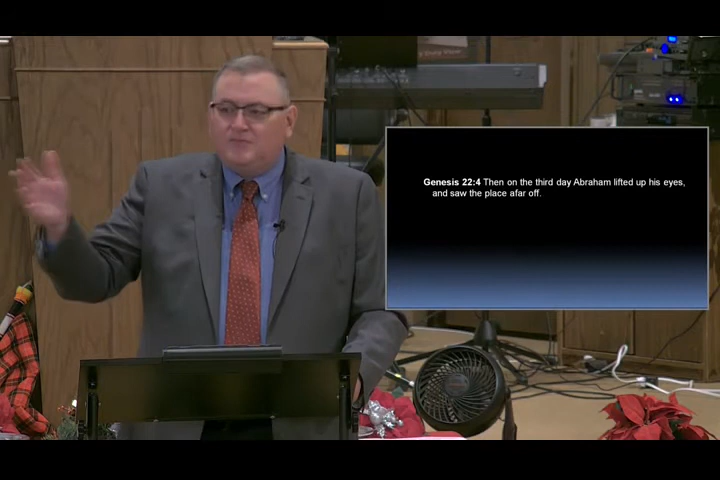 Genesis 22:4 Then on the third day Abraham lifted up his eyes,
and saw the place afar off.